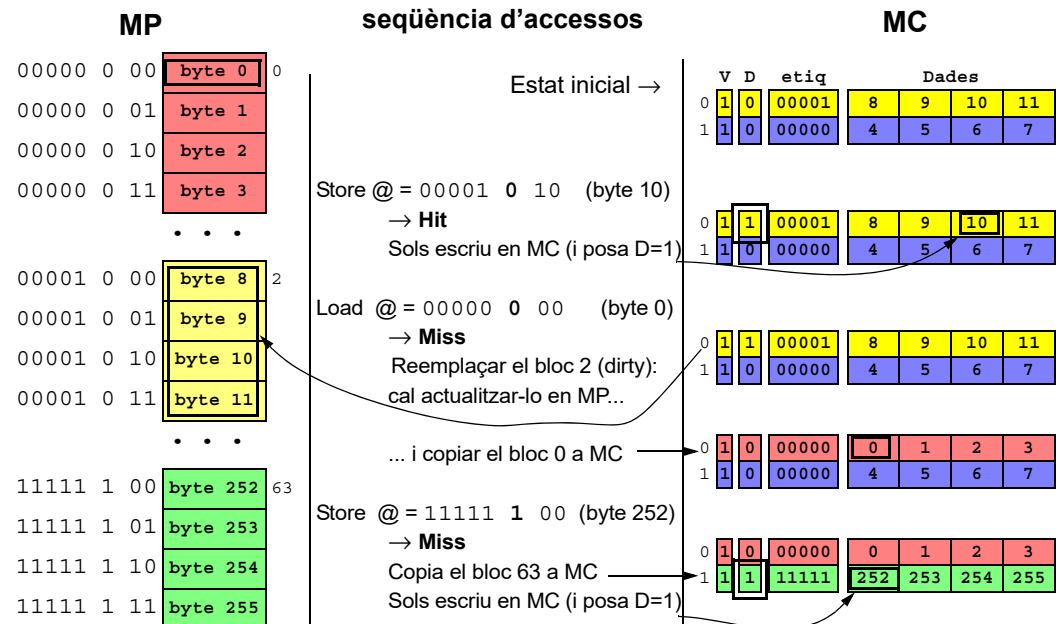 MP
seqüència d'accessos
MC
00000 0 00 byte 0 0
00000 0 01 byte 1
00000 0 10 byte 2
00000 0 11 byte 3
• • •
00001 0 00 byte 8 2
00001 0 01 byte 9
00001 0 10 byte 10
00001 0 11 byte 11
• • •
11111 1 00 byte 252 63
11111 1 01 byte 253
11111 1 10 byte 254
11111 1 11 byte 255
Estat inicial →
Store @ = 00001 0 10 (byte 10)
→ Hit
Sols escriu en MC (i posa D=1)
Load @ = 00000 0 00 (byte 0)
→ Miss
Reemplaçar el bloc 2 (dirty):
cal actualitzar-lo en MP...
... i copiar el bloc 0 a MC
Store @ = 11111 1 00 (byte 252)
→ Miss
Copia el bloc 63 a MC
Sols escriu en MC (i posa D=1)
V D etiq Dades
0 1 0 00001 8 9 10 11
1 1 0 00000 4 5 6 7
0 1 1 00001 8 9 10 11
1 1 0 00000 4 5 6 7
0 1 1 00001 8 9 10 11
1 1 0 00000 4 5 6 7
0 1 0 00000 0 1 2 3
1 1 0 00000 4 5 6 7
0 1 0 00000 0 1 2 3
1 1 1 11111 252 253 254 255